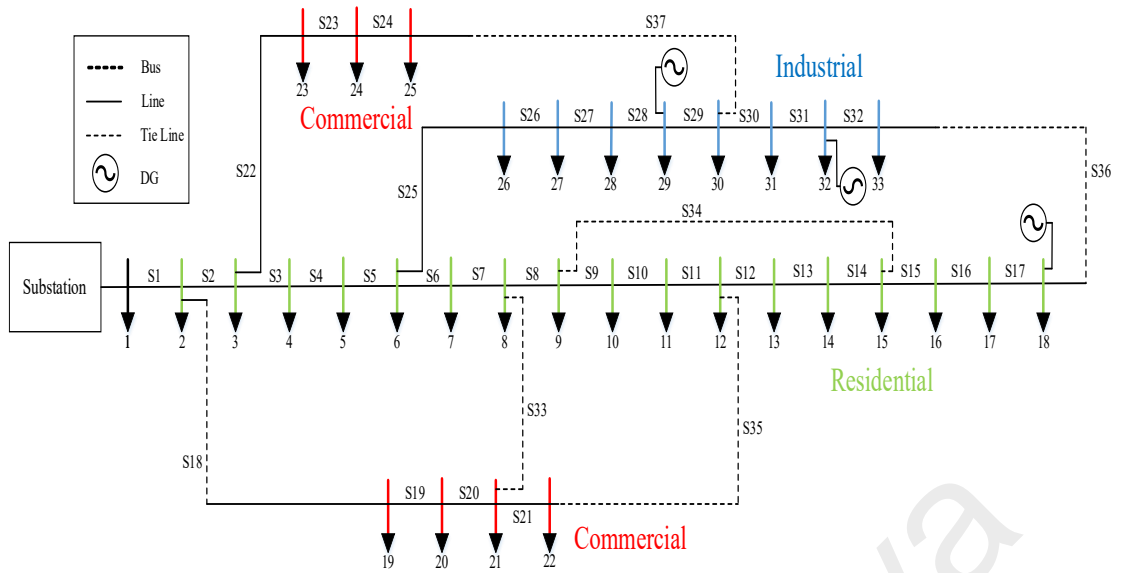 S23 S24 S37
Bus
Line
Tie Line
DG
23 24 25
Commercial
Industrial
S26 S27 S28 S29 S30 S31 S32
26 27 28 29 30 31 32 33
S22
S25
S36
S34
Substation
S1 S2 S3 S4 S5 S6 S7 S8 S9 S10 S11 S12 S13 S14 S15 S16 S17
1 2 3 4 5 6 7 8 9 10 11 12 13 14 15 16 17 18
Residential
S33
S35
S18
S19 S20 S21
19 20 21 22
Commercial